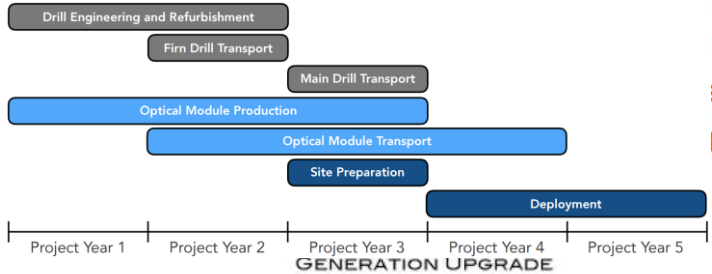 Drill Engineering and Refurbishment
Firn Drill Transport
Main Drill Transport
Optical Module Production
Optical Module Transport
Site Preparation
Deployment
Project Year 1 Project Year 2 Project Year 3 Project Year 4 Project Year 5
GENERATION UPGRADE